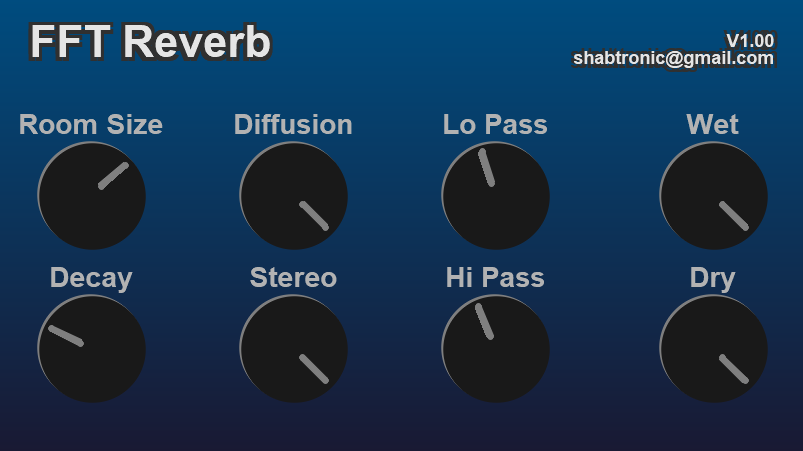 FFT Reverb
V1.00
shabtronic@gmail.com
Room Size
Diffusion
Lo Pass
Wet
Decay
Stereo
Hi Pass
Dry